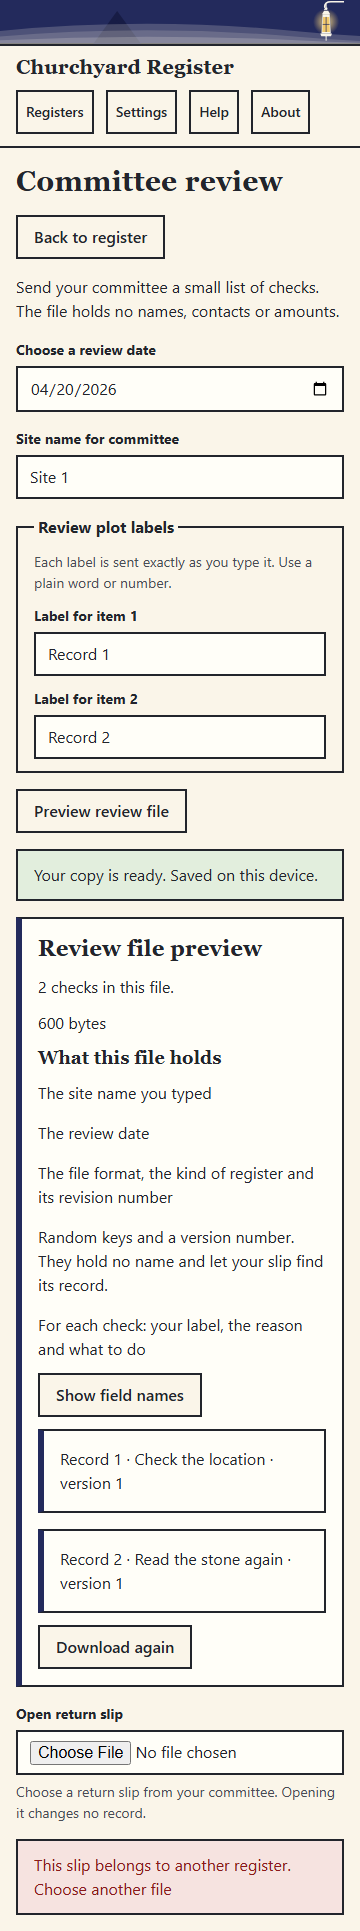 Churchyard Register
Registers
Settings
Help
About
Committee review
Back to register
Send your committee a small list of checks.
The file holds no names, contacts or amounts.
Choose a review date
04/20/2026
Site name for committee
Site 1
Review plot labels
Each label is sent exactly as you type it. Use a
plain word or number.
Label for item 1
Record 1
Label for item 2
Record 2
Preview review file
Your copy is ready. Saved on this device.
Review file preview
2 checks in this file.
600 bytes
What this file holds
The site name you typed
The review date
The file format, the kind of register and
its revision number
Random keys and a version number.
They hold no name and let your slip find
its record.
For each check: your label, the reason
and what to do
Show field names
Record 1 · Check the location ·
version 1
Record 2 · Read the stone again ·
version 1
Download again
Open return slip
Choose File No file chosen
Choose a return slip from your committee. Opening
it changes no record.
This slip belongs to another register.
Choose another file